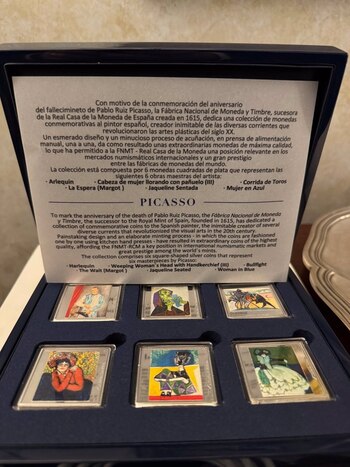 Con motivo de la conmemoración del aniversario
del fallecimineto de Pablo Ruiz Picasso, la Fábrica Nacional de Moneda y Timbre, sucesora
de la Real Casa de la Moneda de España creada en 1615, dedica una colección de monedas
conmemorativas al pintor español, creador inimitable de las diversas corrientes que
revolucionaron las artes plásticas del siglo XX.
Un esmerado diseño y un minucioso proceso de acuñación, en prensa de alimentación
manual, una a una, da como resultado unas extraordinarias monedas de máxima calidad,
lo que ha permitido a la FNMT - Real Casa de la Moneda una posición relevante en los
mercados numismáticos internacionales y un gran prestigio
entre las fábricas de moneda del mundo.
La colección está compuesta por 6 monedas cuadradas de plata que representan las
siguientes 6 obras maestras del artista:
· Arlequín · Cabeza de mujer llorando con pañuelo (III) · Corrida de Toros
· La Espera (Margot ) · Jaqueline Sentada · Mujer en Azul
PICASSO
To mark the anniversary of the death of Pablo Ruiz Picasso, the Fábrica Nacional de
Moneda y Timbre, the successor to the Royal Mint of Spain, founded in 1615, has dedicated
a collection of commemorative coins to the Spanish painter, the inimitable creator of several
diverse currents that revolutionised the visual arts in the 20th century.
Painstaking design and an elaborate minting process - in which the coins are fashioned
one by one using kitchen hand presses - have resulted in extraordinary coins of the highest
quality, affording the FNMT-RCM a key position in international numismatic markets and
great prestige among the world's mints.
The collection comprises six square-shaped silver coins that represent
six masterpieces by Picasso:
· Harlequin · Weeping Woman's Head with Handkerchief (III) · Bullfight
· The Wait (Margot ) · Jaqueline Seated · Woman in Blue